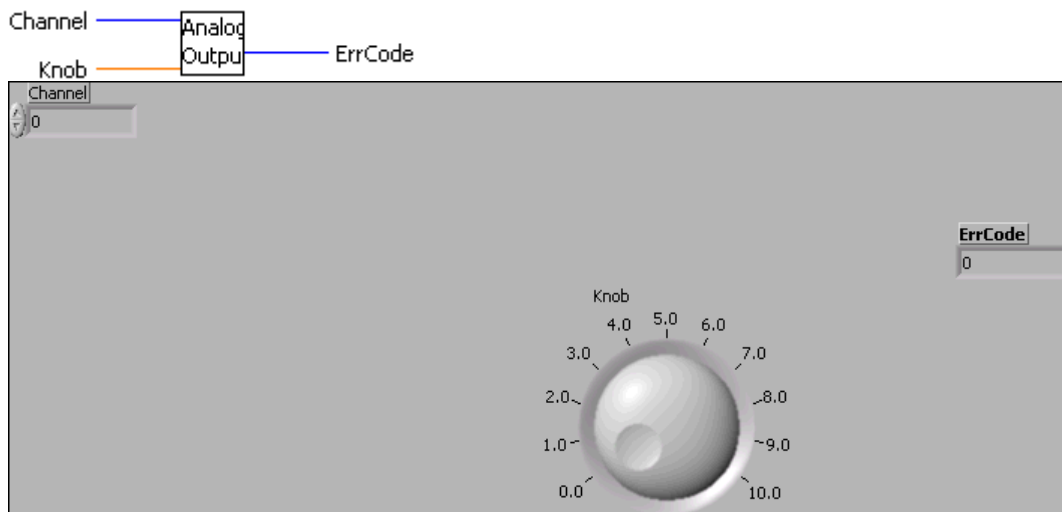 Channel
Analog
Outpu
ErrCode
Knob
Channel
0
ErrCode
0
Knob
4.0 5.0 6.0
3.0 7.0
2.0 8.0
1.0 9.0
0.0 10.0